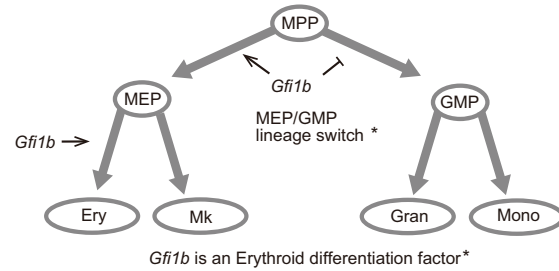 MPP
Gfi1b
MEP
GMP
MEP/GMP
lineage switch *
Gfi1b
Ery
Mk
Gran
Mono
Gfi1b is an Erythroid differentiation factor*